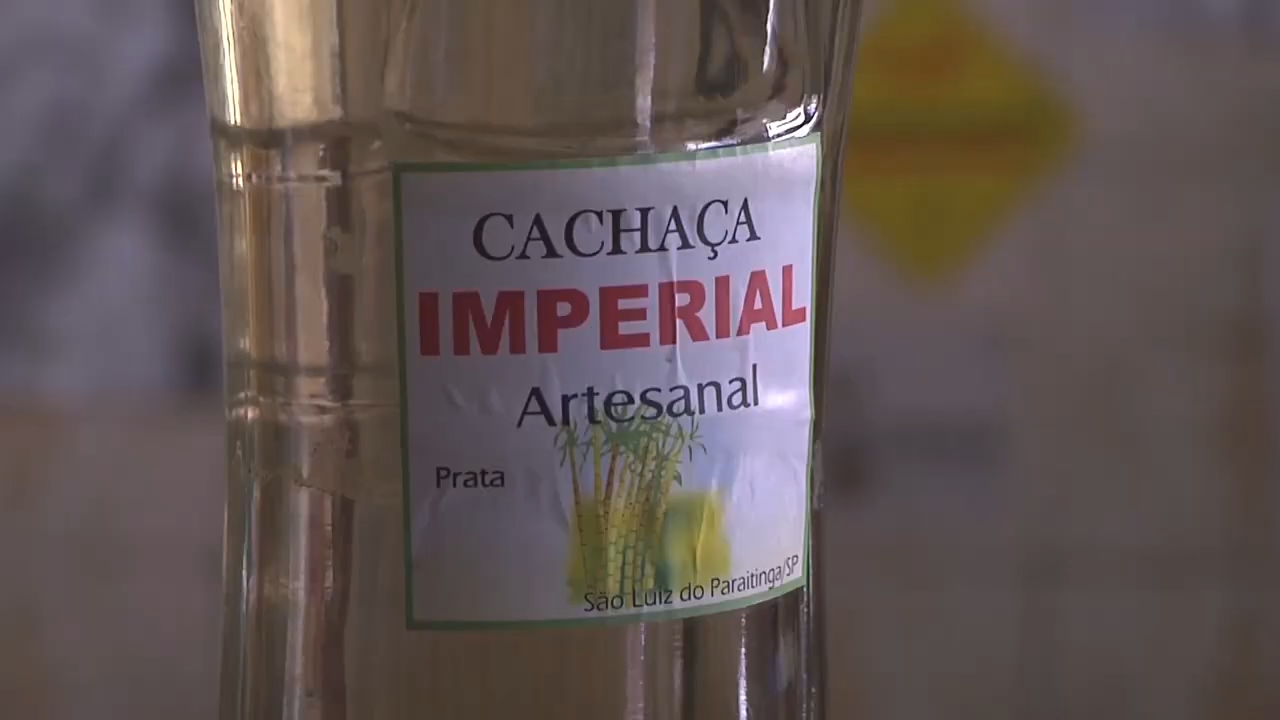 CACHAÇA
IMPERIAL
Artesanal
Prata
São Luiz do Paraitinga/SP